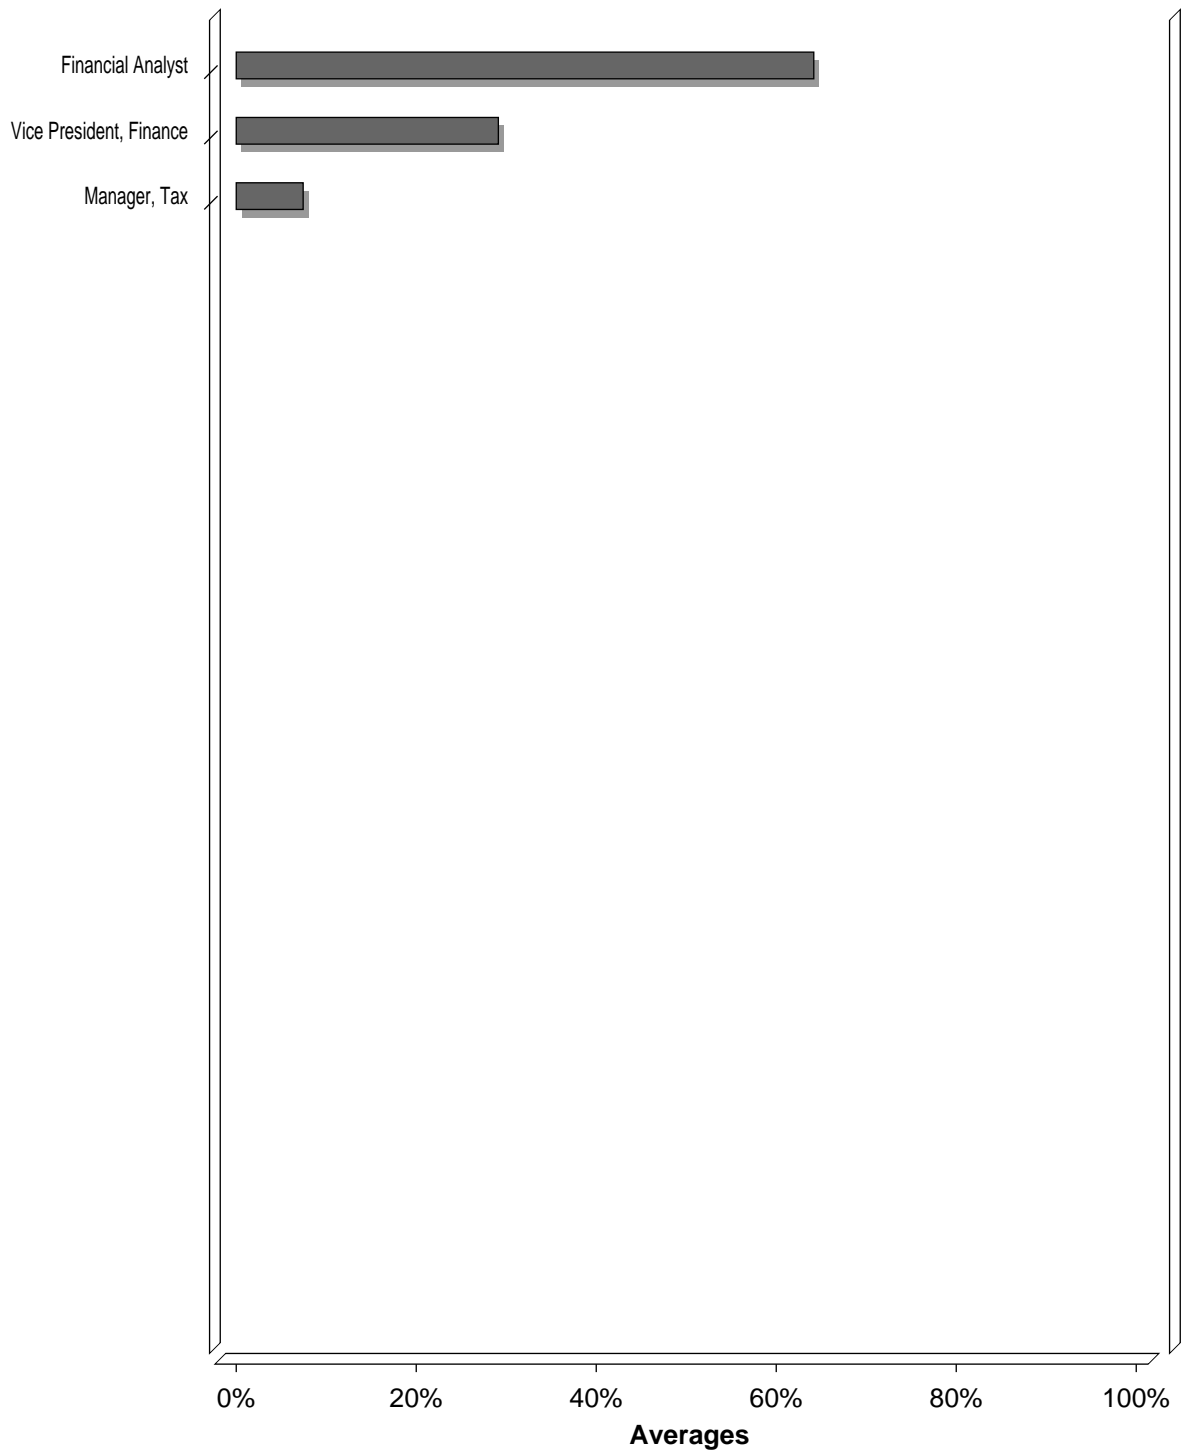 Financial Analyst
Vice President, Finance
Manager, Tax
0% 20% 40% 60% 80% 100%
Averages